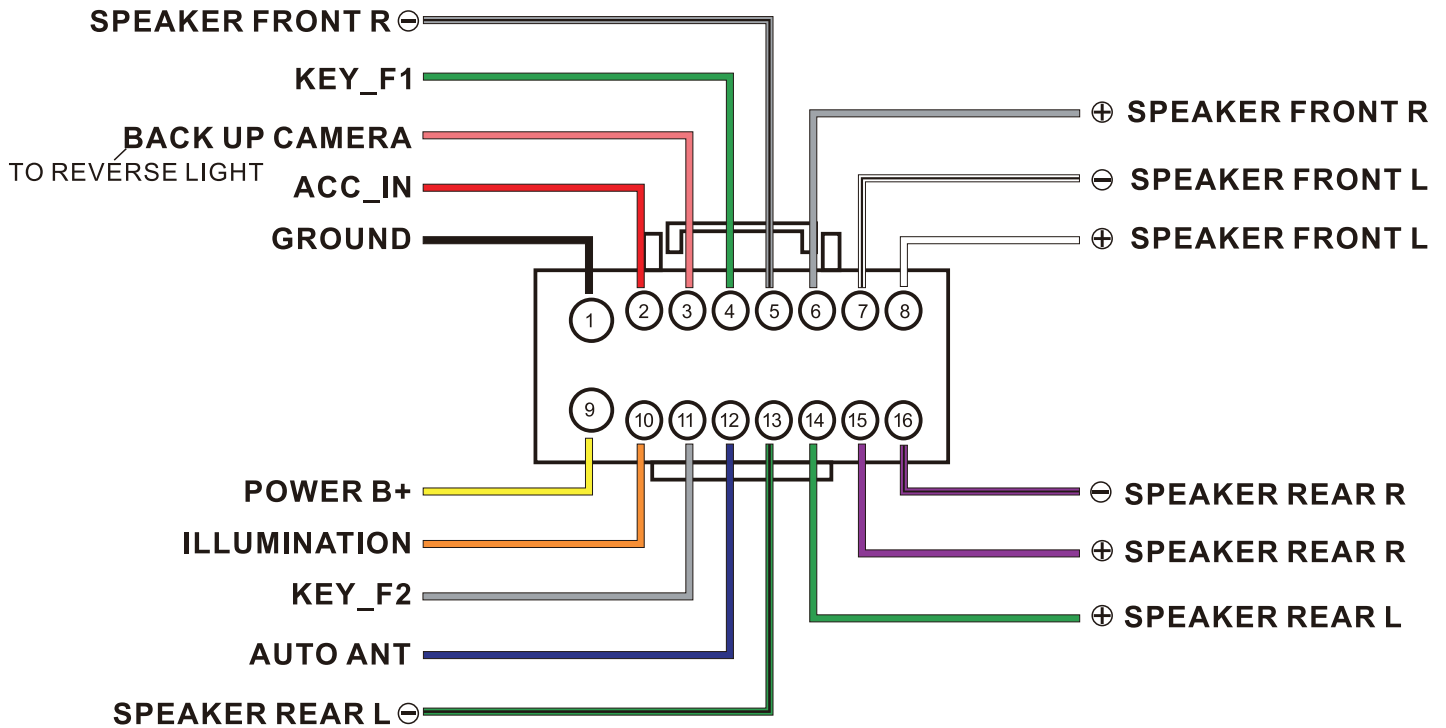 SPEAKER FRONT R ⊖
KEY_F1
BACK UP CAMERA
TO REVERSE LIGHT
ACC_IN
GROUND
⊕ SPEAKER FRONT R
⊖ SPEAKER FRONT L
⊕ SPEAKER FRONT L
1 2 3 4 5 6 7 8
9 10 11 12 13 14 15 16
POWER B+
ILLUMINATION
KEY_F2
AUTO ANT
SPEAKER REAR L ⊖
⊖ SPEAKER REAR R
⊕ SPEAKER REAR R
⊕ SPEAKER REAR L